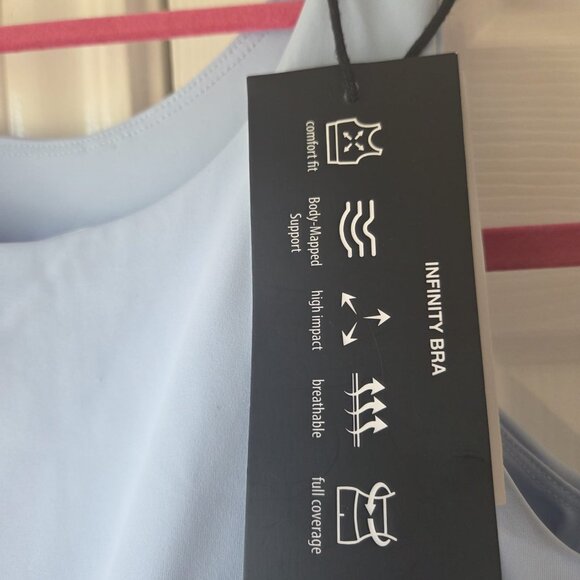 INFINITY BRA
comfort fit
Body-Mapped
Support
high impact
breathable
full coverage